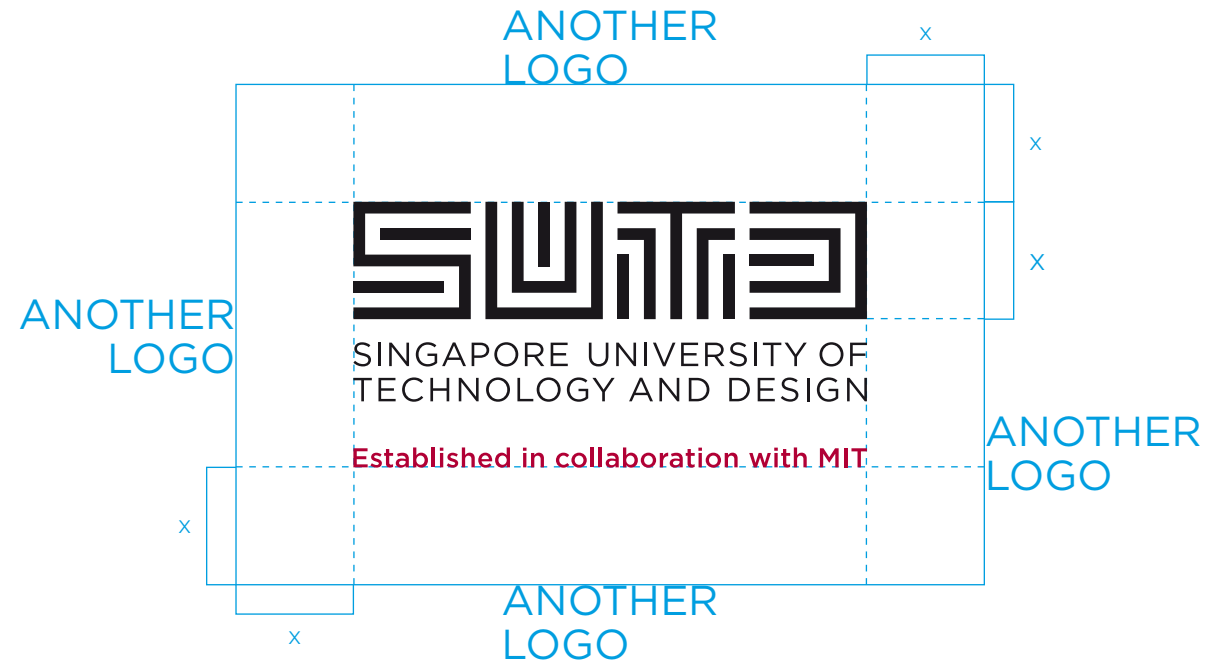 ANOTHER
LOGO
X
X
SUTD
X
ANOTHER
LOGO
SINGAPORE UNIVERSITY OF
TECHNOLOGY AND DESIGN
ANOTHER
LOGO
Established in collaboration with MIT
X
ANOTHER
LOGO
X